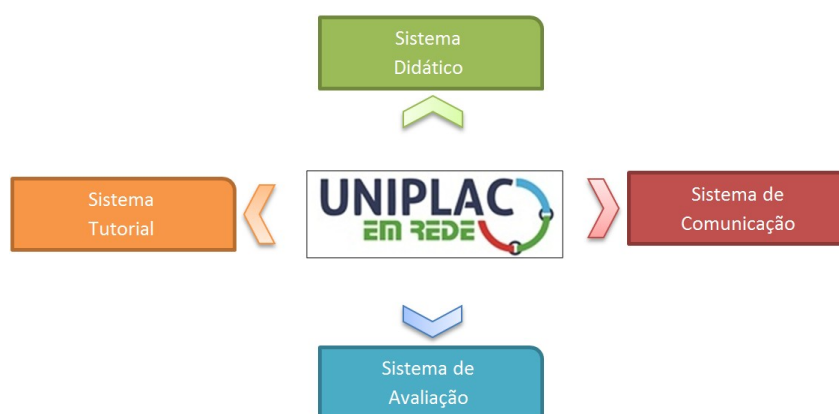 Sistema
Didático
Sistema
Tutorial
UNIPLAC
EM REDE
Sistema de
Comunicação
Sistema de
Avaliação